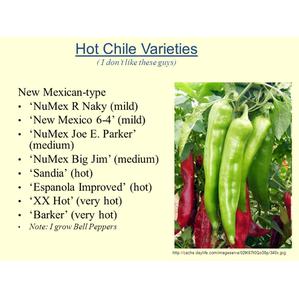 Hot Chile Varieties
( I don't like these guys)
New Mexican-type
• 'NuMex R Naky (mild)
• 'New Mexico 6-4' (mild)
• 'NuMex Joe E. Parker'
(medium)
• 'NuMex Big Jim' (medium)
• 'Sandia' (hot)
• 'Espanola Improved' (hot)
• 'XX Hot' (very hot)
• 'Barker' (very hot)
• Note: I grow Bell Peppers